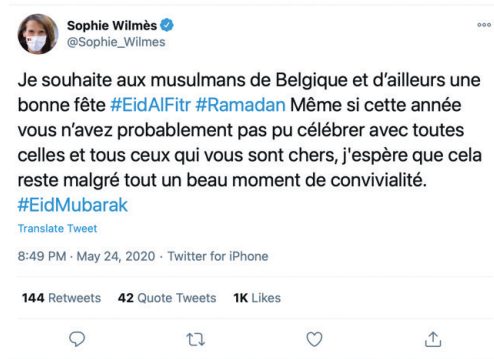 Sophie Wilmès
@Sophie_Wilmes
Je souhaite aux musulmans de Belgique et d’ailleurs une
bonne fête #EidAlFitr #Ramadan Même si cette année
vous n’avez probablement pas pu célébrer avec toutes
celles et tous ceux qui vous sont chers, j'espère que cela
reste malgré tout un beau moment de convivialité.
#EidMubarak
Translate Tweet
8:49 PM · May 24, 2020 · Twitter for iPhone
144 Retweets 42 Quote Tweets 1K Likes